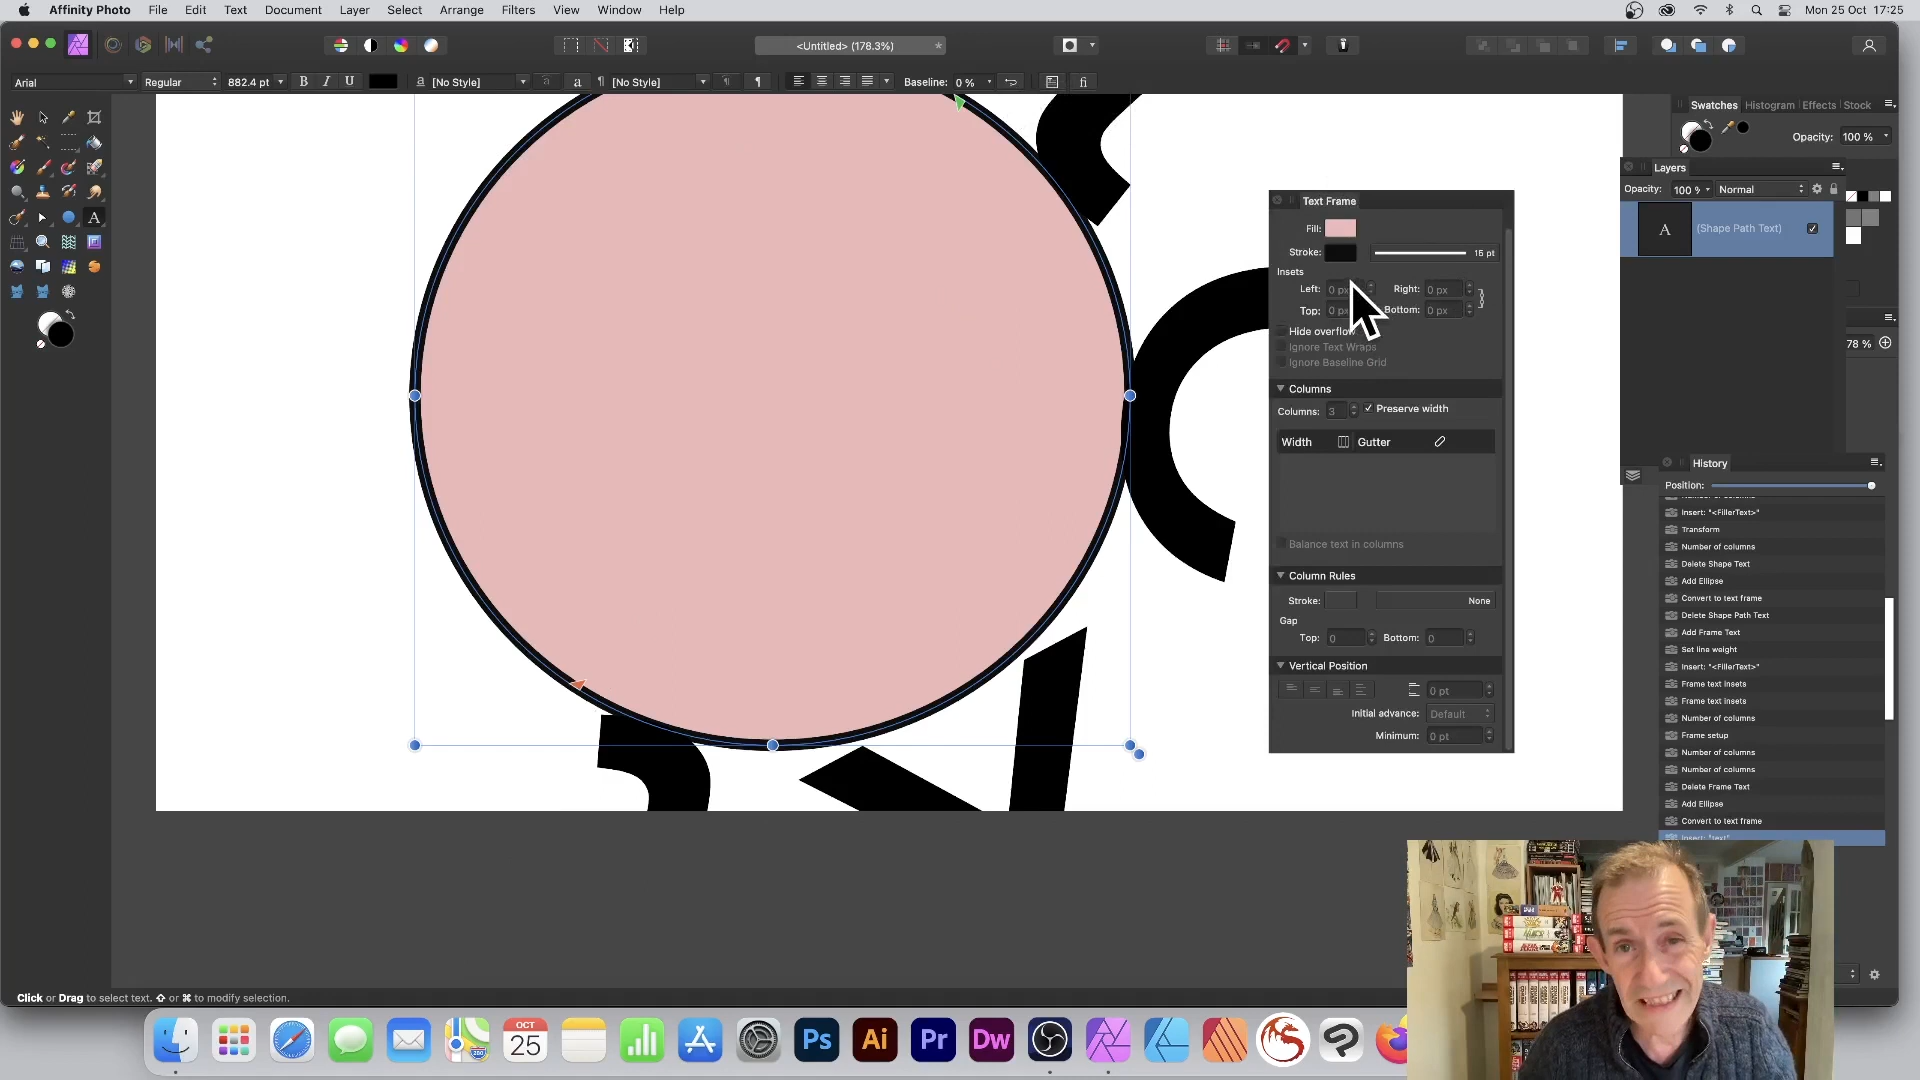 Affinity Photo File Edit Text Document Layer Select Arrange Filters View Window Help Mon 25 Oct 17:25
<Untitled> (178.3%) *
Arial Regular 882.4 pt B I U a [No Style] a a ¶ [No Style] ¶ Baseline: 0 % fi
Swatches Histogram Effects Stock
Opacity: 100 %
Layers
Opacity: 100 % Normal
A (Shape Path Text)
78 %
Text Frame
Fill:
Stroke: 15 pt
Insets
Left: 0 px Right: 0 px
Top: 0 px Bottom: 0 px
Hide overflow
Ignore Text Wraps
Ignore Baseline Grid
Columns
Columns: 3 Preserve width
Width Gutter
Balance text in columns
Column Rules
Stroke: None
Gap
Top: 0 Bottom: 0
Vertical Position
0 pt
Initial advance: Default
Minimum: 0 pt
History
Position:
Number of columns
Insert: "<FillerText>"
Transform
Number of columns
Delete Shape Text
Add Ellipse
Convert to text frame
Delete Shape Path Text
Add Frame Text
Set line weight
Insert: "<FillerText>"
Frame text insets
Frame text insets
Number of columns
Frame setup
Number of columns
Number of columns
Delete Frame Text
Add Ellipse
Convert to text frame
Insert: "text"
Click or Drag to select text. ⇧ or ⌘ to modify selection.
OCT
25
280
Ps Ai Pr Dw